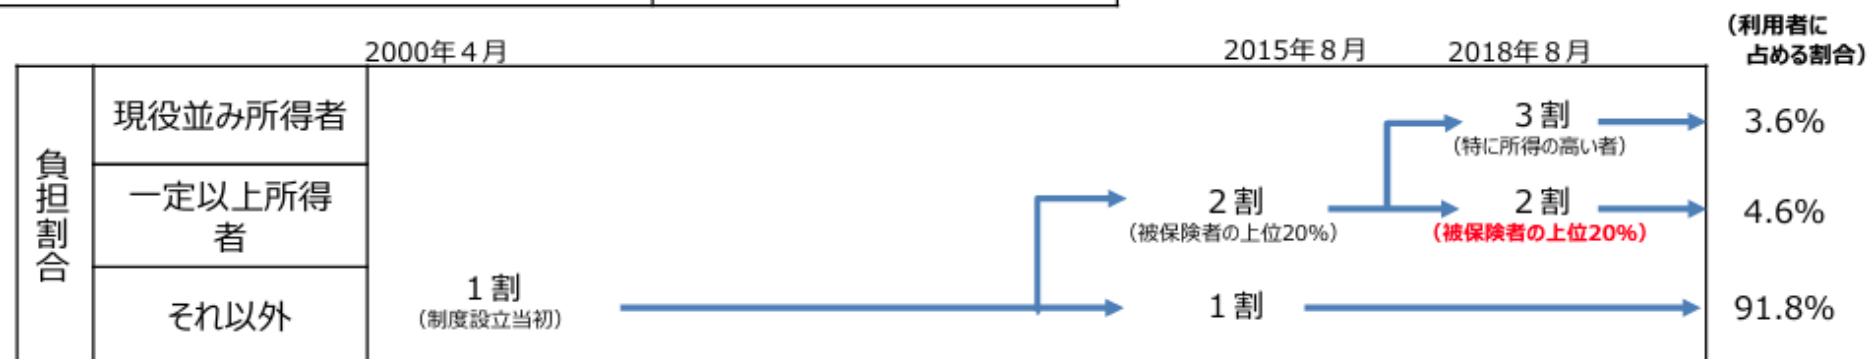 (利用者に
占める割合)
2000年4月
2015年8月
2018年8月
負担割合
現役並み所得者
3割
(特に所得の高い者)
3.6%
一定以上所得
者
2割
(被保険者の上位20%)
2割
(被保険者の上位20%)
4.6%
それ以外
1割
(制度設立当初)
1割
91.8%